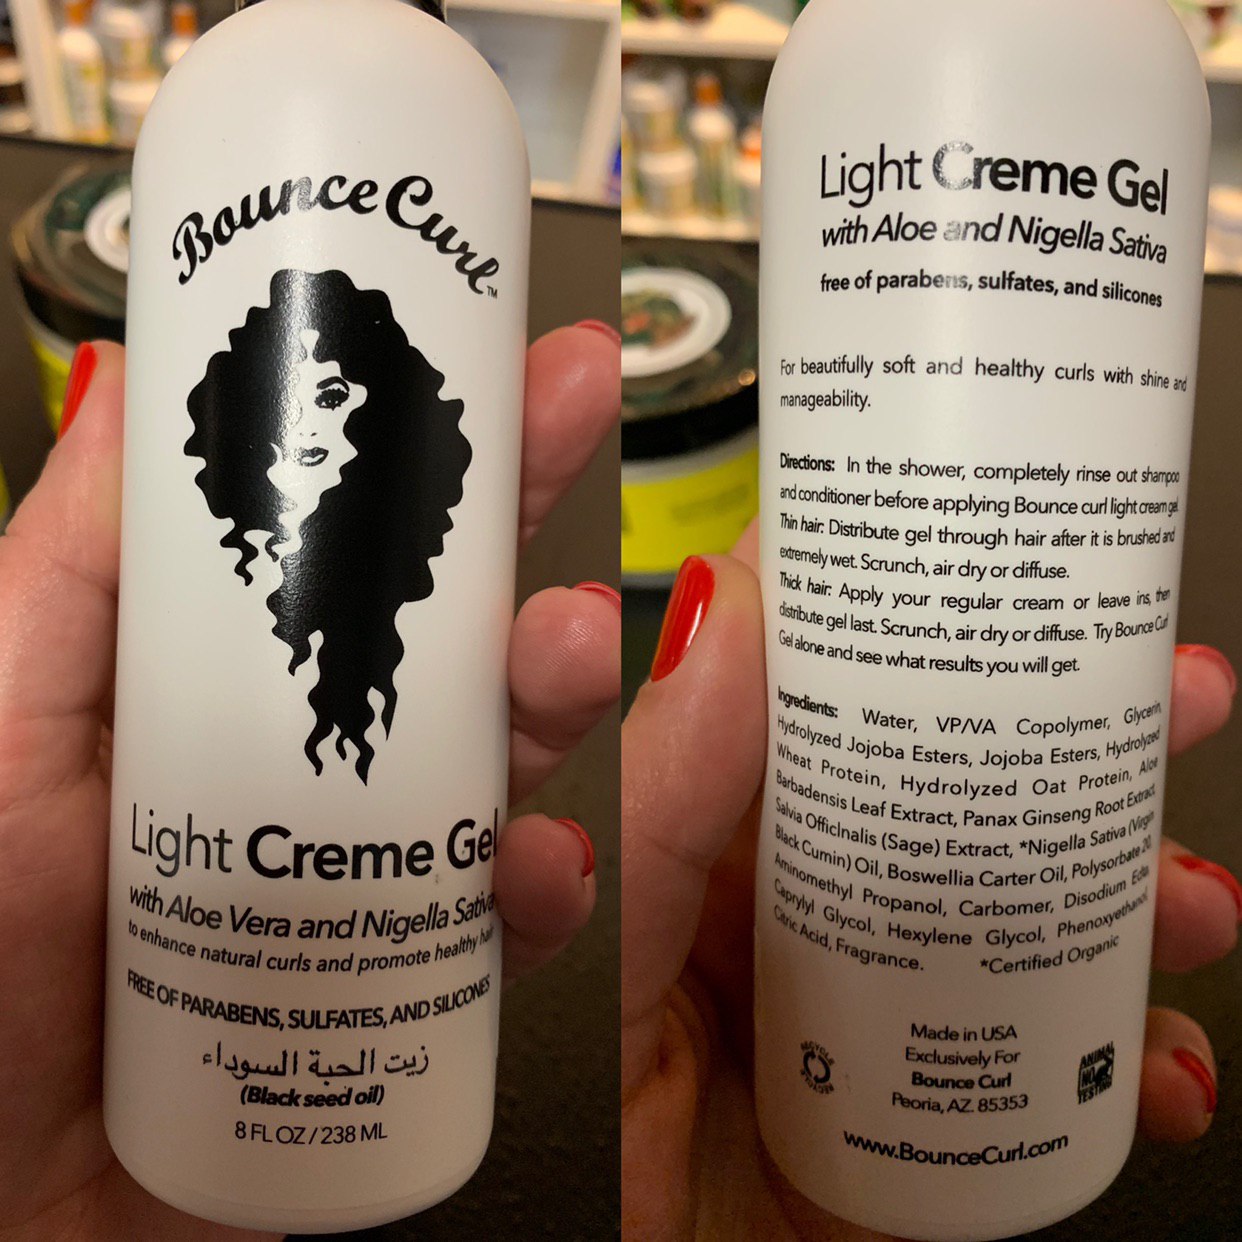 Bounce Curl™
Light Creme Gel
with Aloe Vera and Nigella Sativa
to enhance natural curls and promote healthy hair
FREE OF PARABENS, SULFATES, AND SILICONES
زيت الحبة السوداء
(Black seed oil)
8 FL OZ / 238 ML
Light Creme Gel
with Aloe and Nigella Sativa
free of parabens, sulfates, and silicones
For beautifully soft and healthy curls with shine and
manageability.
Directions: In the shower, completely rinse out shampoo
and conditioner before applying Bounce curl light cream gel.
Thin hair: Distribute gel through hair after it is brushed and
extremely wet. Scrunch, air dry or diffuse.
Thick hair: Apply your regular cream or leave ins, then
distribute gel last. Scrunch, air dry or diffuse. Try Bounce Curl
Gel alone and see what results you will get.
Ingredients: Water, VP/VA Copolymer, Glycerin,
Hydrolyzed Jojoba Esters, Jojoba Esters, Hydrolyzed
Wheat Protein, Hydrolyzed Oat Protein, Aloe
Barbadensis Leaf Extract, Panax Ginseng Root Extract,
Salvia Officlnalis (Sage) Extract, *Nigella Sativa (Virgin
Black Cumin) Oil, Boswellia Carter Oil, Polysorbate 20,
Aminomethyl Propanol, Carbomer, Disodium Edta,
Caprylyl Glycol, Hexylene Glycol, Phenoxyethanol,
Citric Acid, Fragrance. *Certified Organic
RECYCLE
RECYCLE
Made in USA
Exclusively For
Bounce Curl
Peoria, AZ. 85353
ANIMAL
NO
TESTING
www.BounceCurl.com